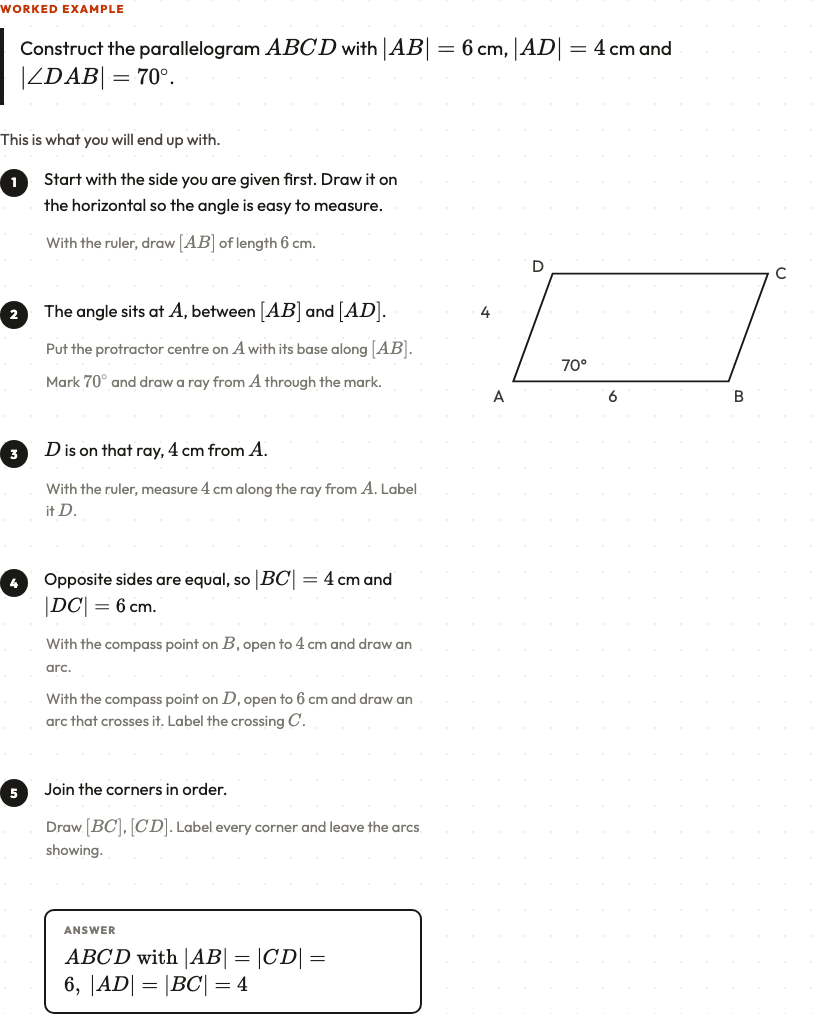 WORKED EXAMPLE
Construct the parallelogram ABCD with |AB| = 6 cm, |AD| = 4 cm and
|∠DAB| = 70°.
This is what you will end up with.
1 Start with the side you are given first. Draw it on
the horizontal so the angle is easy to measure.
With the ruler, draw [AB] of length 6 cm.
2 The angle sits at A, between [AB] and [AD].
Put the protractor centre on A with its base along [AB].
Mark 70° and draw a ray from A through the mark.
3 D is on that ray, 4 cm from A.
With the ruler, measure 4 cm along the ray from A. Label
it D.
4 Opposite sides are equal, so |BC| = 4 cm and
|DC| = 6 cm.
With the compass point on B, open to 4 cm and draw an
arc.
With the compass point on D, open to 6 cm and draw an
arc that crosses it. Label the crossing C.
5 Join the corners in order.
Draw [BC], [CD]. Label every corner and leave the arcs
showing.
ANSWER
ABCD with |AB| = |CD| =
6, |AD| = |BC| = 4
D
C
4
70°
A
6
B